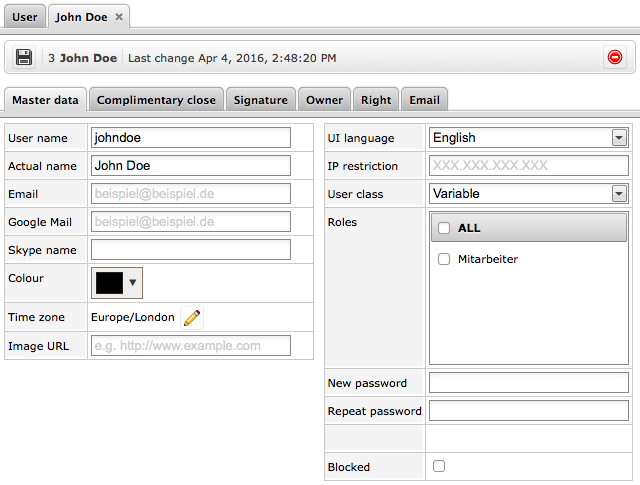 User
John Doe
3 John Doe Last change Apr 4, 2016, 2:48:20 PM
Master data Complimentary close Signature Owner Right Email
User name johndoe
Actual name John Doe
Email beispiel@beispiel.de
Google Mail beispiel@beispiel.de
Skype name
Colour
Time zone Europe/London
Image URL e.g. http://www.example.com
UI language English
IP restriction XXX.XXX.XXX.XXX
User class Variable
Roles ALL
Mitarbeiter
New password
Repeat password
Blocked